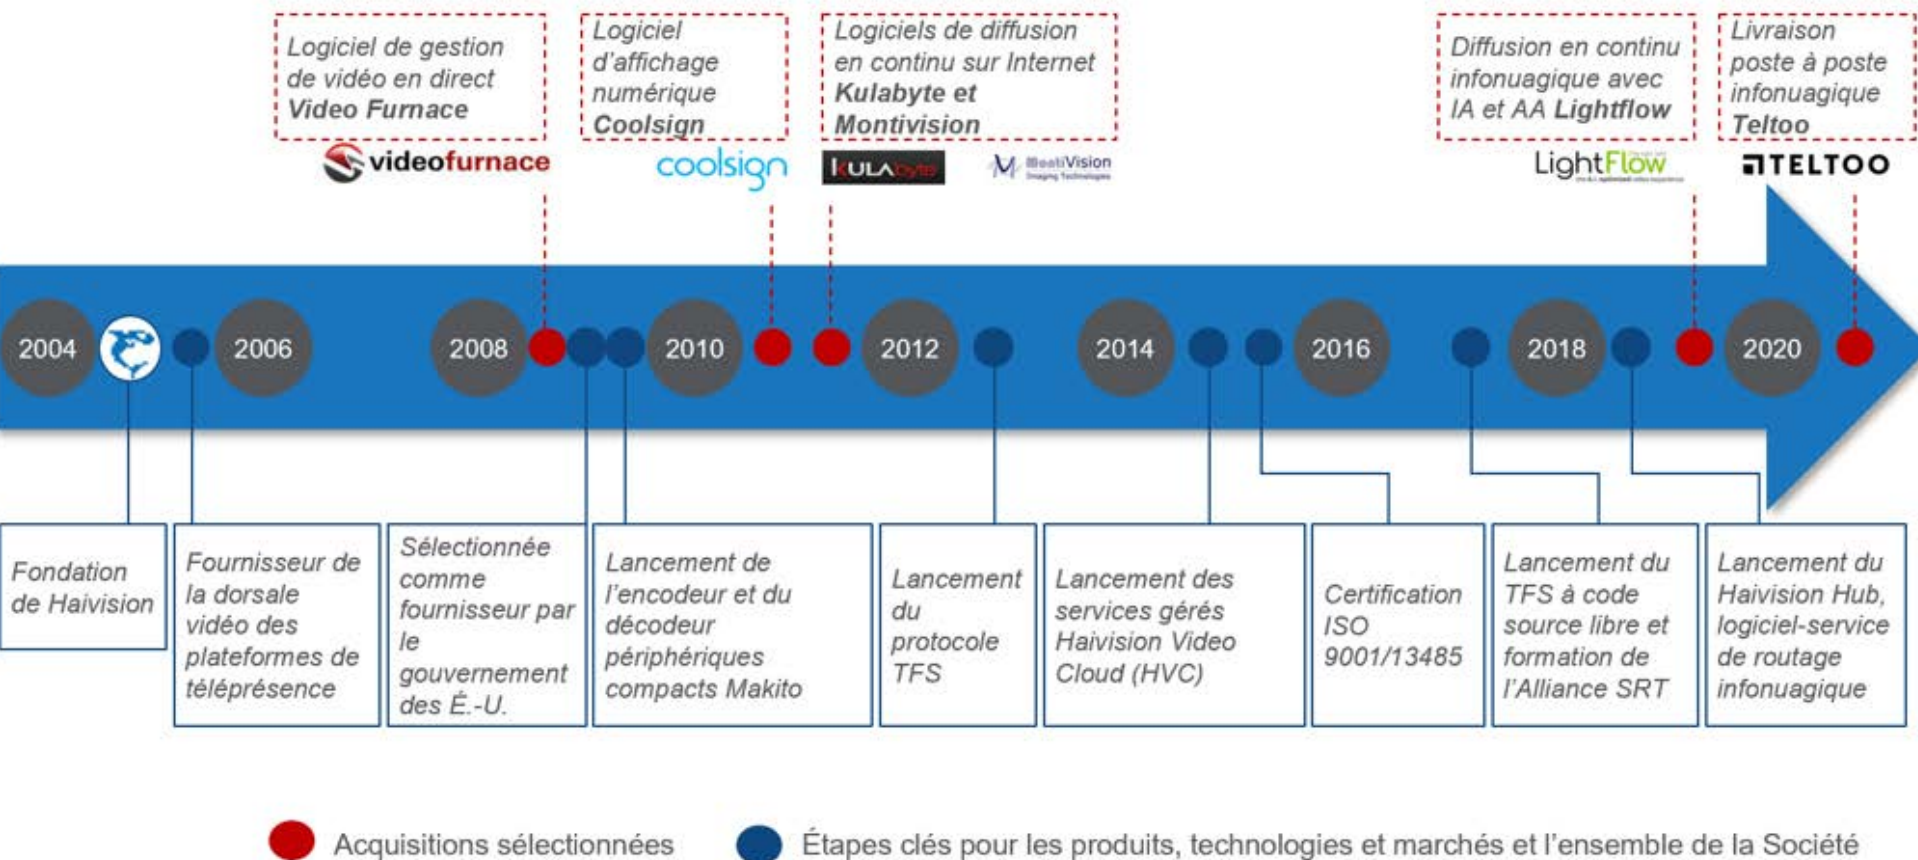 Logiciel de gestion
de vidéo en direct
Video Furnace
videofurnace
Logiciel
d'affichage
numérique
Coolsign
coolsign
Logiciels de diffusion
en continu sur Internet
Kulabyte et
Montivision
KULAbyte
MontiVision
Imaging Technologies
Diffusion en continu
infonuagique avec
IA et AA Lightflow
LightFlow
Livraison
poste à poste
infonuagique
Teltoo
TELTOO
2004
2006
2008
2010
2012
2014
2016
2018
2020
Fondation
de Haivision
Fournisseur de
la dorsale
vidéo des
plateformes de
téléprésence
Sélectionnée
comme
fournisseur par
le
gouvernement
des É.-U.
Lancement de
l'encodeur et du
décodeur
périphériques
compacts Makito
Lancement
du
protocole
TFS
Lancement des
services gérés
Haivision Video
Cloud (HVC)
Certification
ISO
9001/13485
Lancement du
TFS à code
source libre et
formation de
l'Alliance SRT
Lancement du
Haivision Hub,
logiciel-service
de routage
infonuagique
Acquisitions sélectionnées
Étapes clés pour les produits, technologies et marchés et l'ensemble de la Société